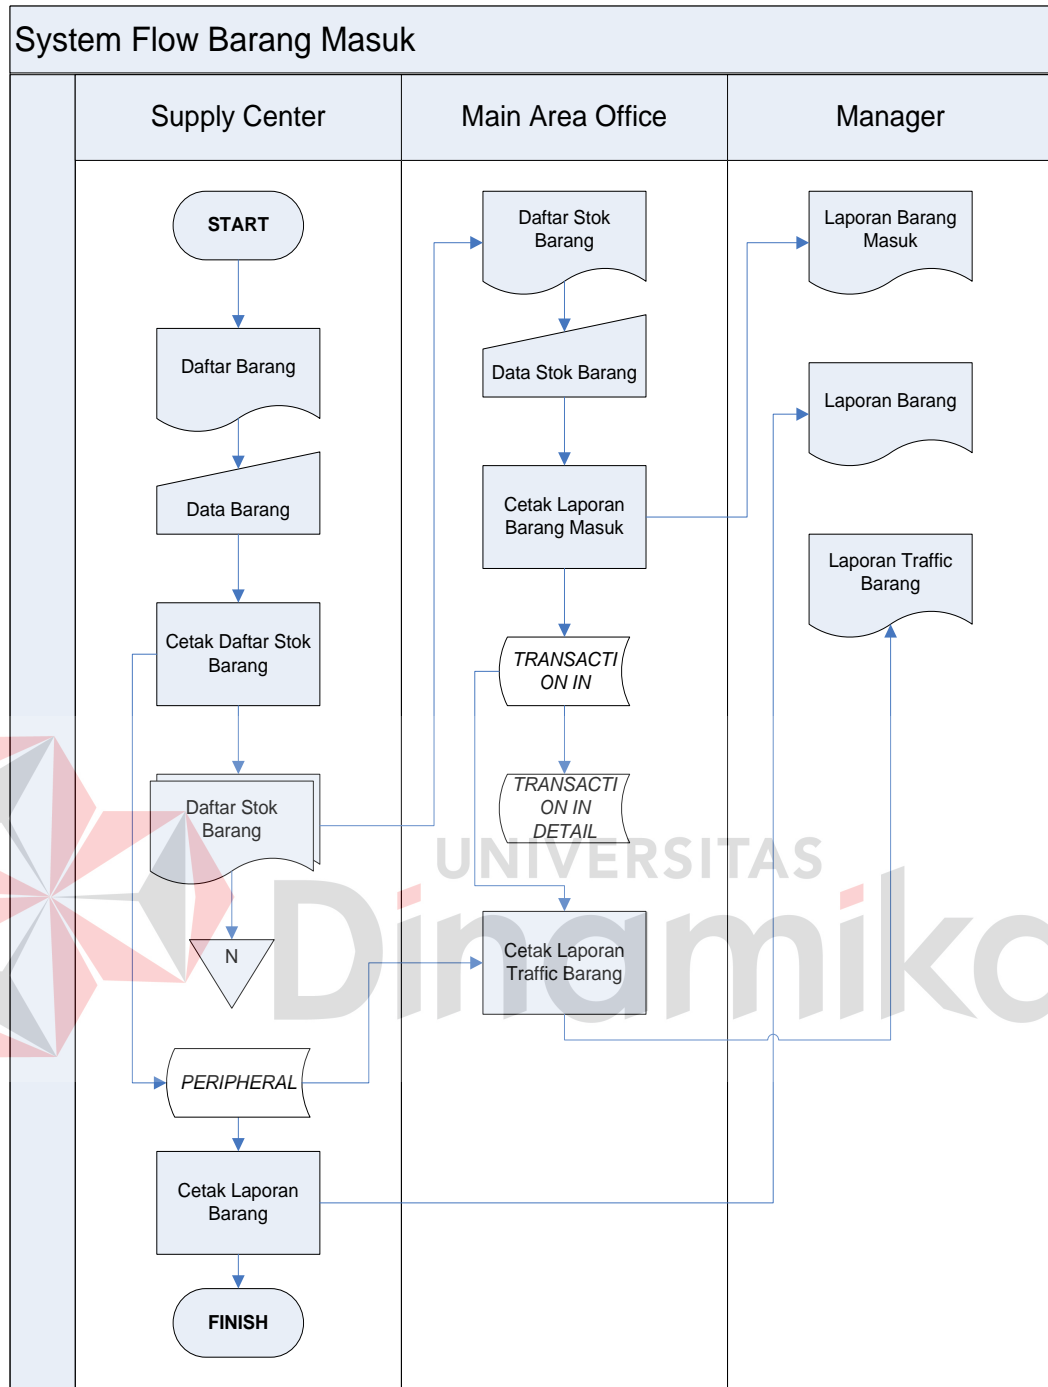 System Flow Barang Masuk
Supply Center
Main Area Office
Manager
START
Daftar Barang
Data Barang
Cetak Daftar Stok
Barang
Daftar Stok
Barang
N
PERIPHERAL
Cetak Laporan
Barang
FINISH
Daftar Stok
Barang
Data Stok Barang
Cetak Laporan
Barang Masuk
TRANSACTI
ON IN
TRANSACTI
ON IN
DETAIL
Cetak Laporan
Traffic Barang
Laporan Barang
Masuk
Laporan Barang
Laporan Traffic
Barang
UNIVERSITAS
Dinamika